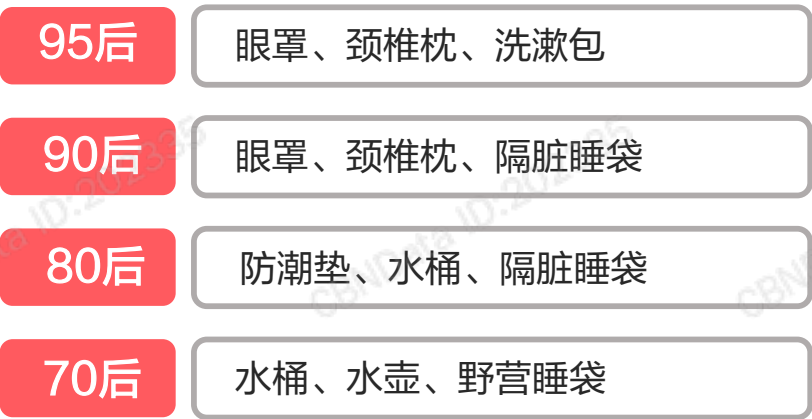 95后 眼罩、颈椎枕、洗漱包
90后 眼罩、颈椎枕、隔脏睡袋
80后 防潮垫、水桶、隔脏睡袋
70后 水桶、水壶、野营睡袋